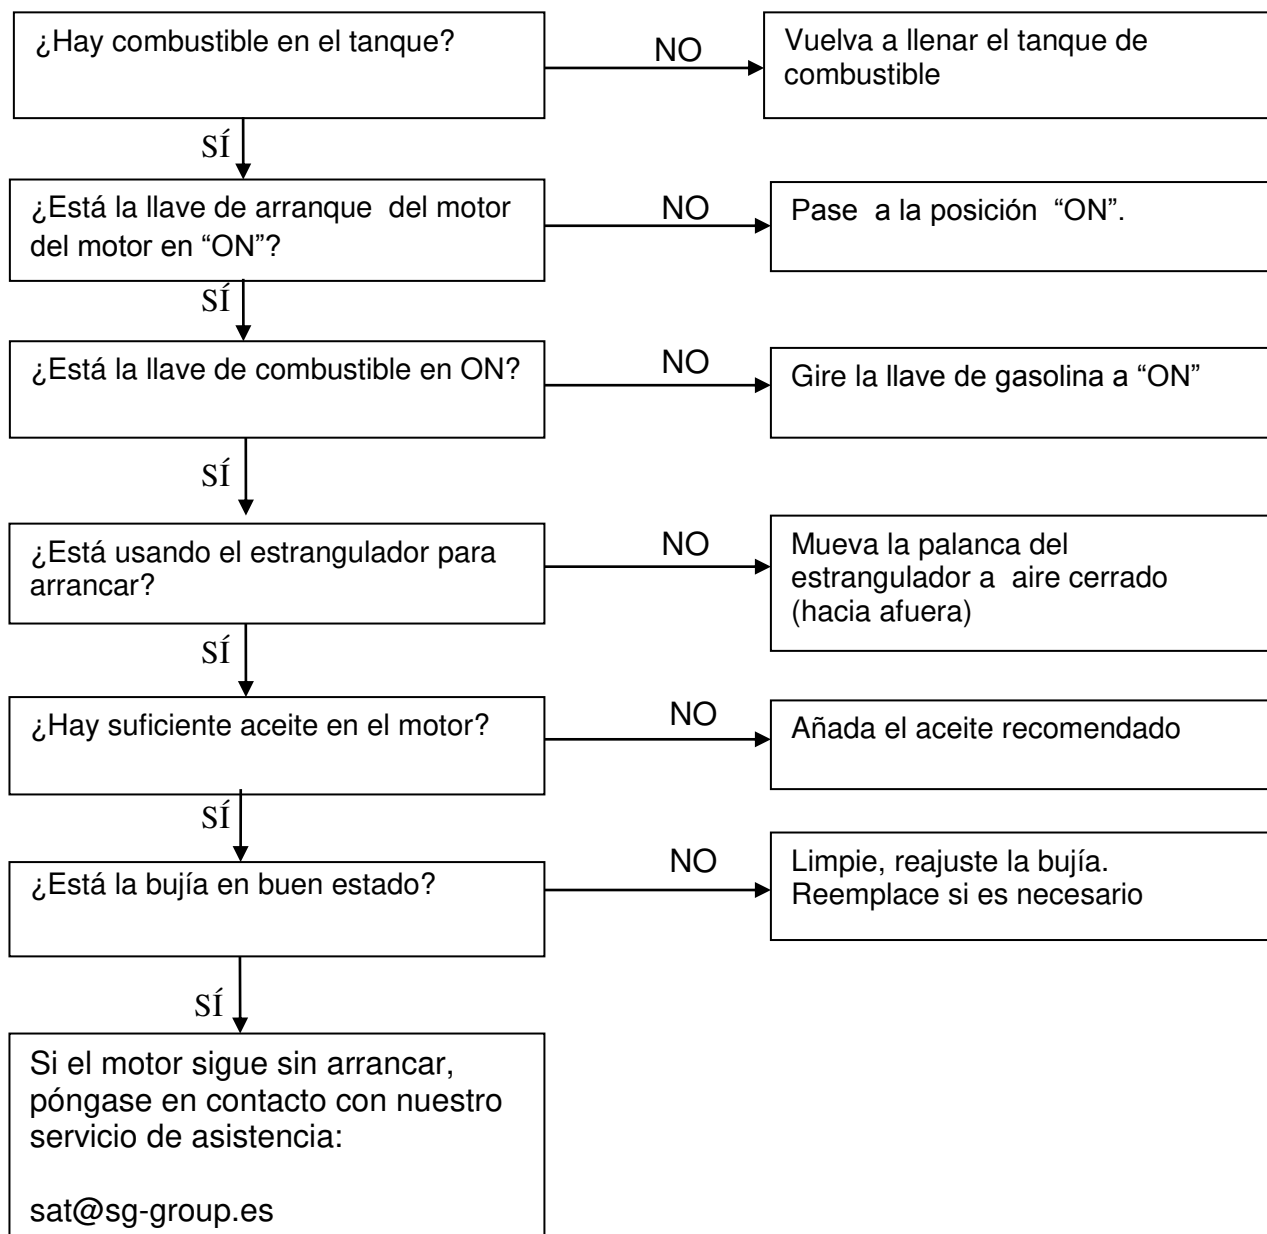 ¿Hay combustible en el tanque?
NO
Vuelva a llenar el tanque de
combustible
SÍ
¿Está la llave de arranque  del motor
del motor en “ON”?
NO
Pase  a la posición  “ON”.
SÍ
¿Está la llave de combustible en ON?
NO
Gire la llave de gasolina a “ON”
SÍ
¿Está usando el estrangulador para
arrancar?
NO
Mueva la palanca del
estrangulador a  aire cerrado
(hacia afuera)
SÍ
¿Hay suficiente aceite en el motor?
NO
Añada el aceite recomendado
SÍ
¿Está la bujía en buen estado?
NO
Limpie, reajuste la bujía.
Reemplace si es necesario
SÍ
Si el motor sigue sin arrancar,
póngase en contacto con nuestro
servicio de asistencia:
sat@sg-group.es